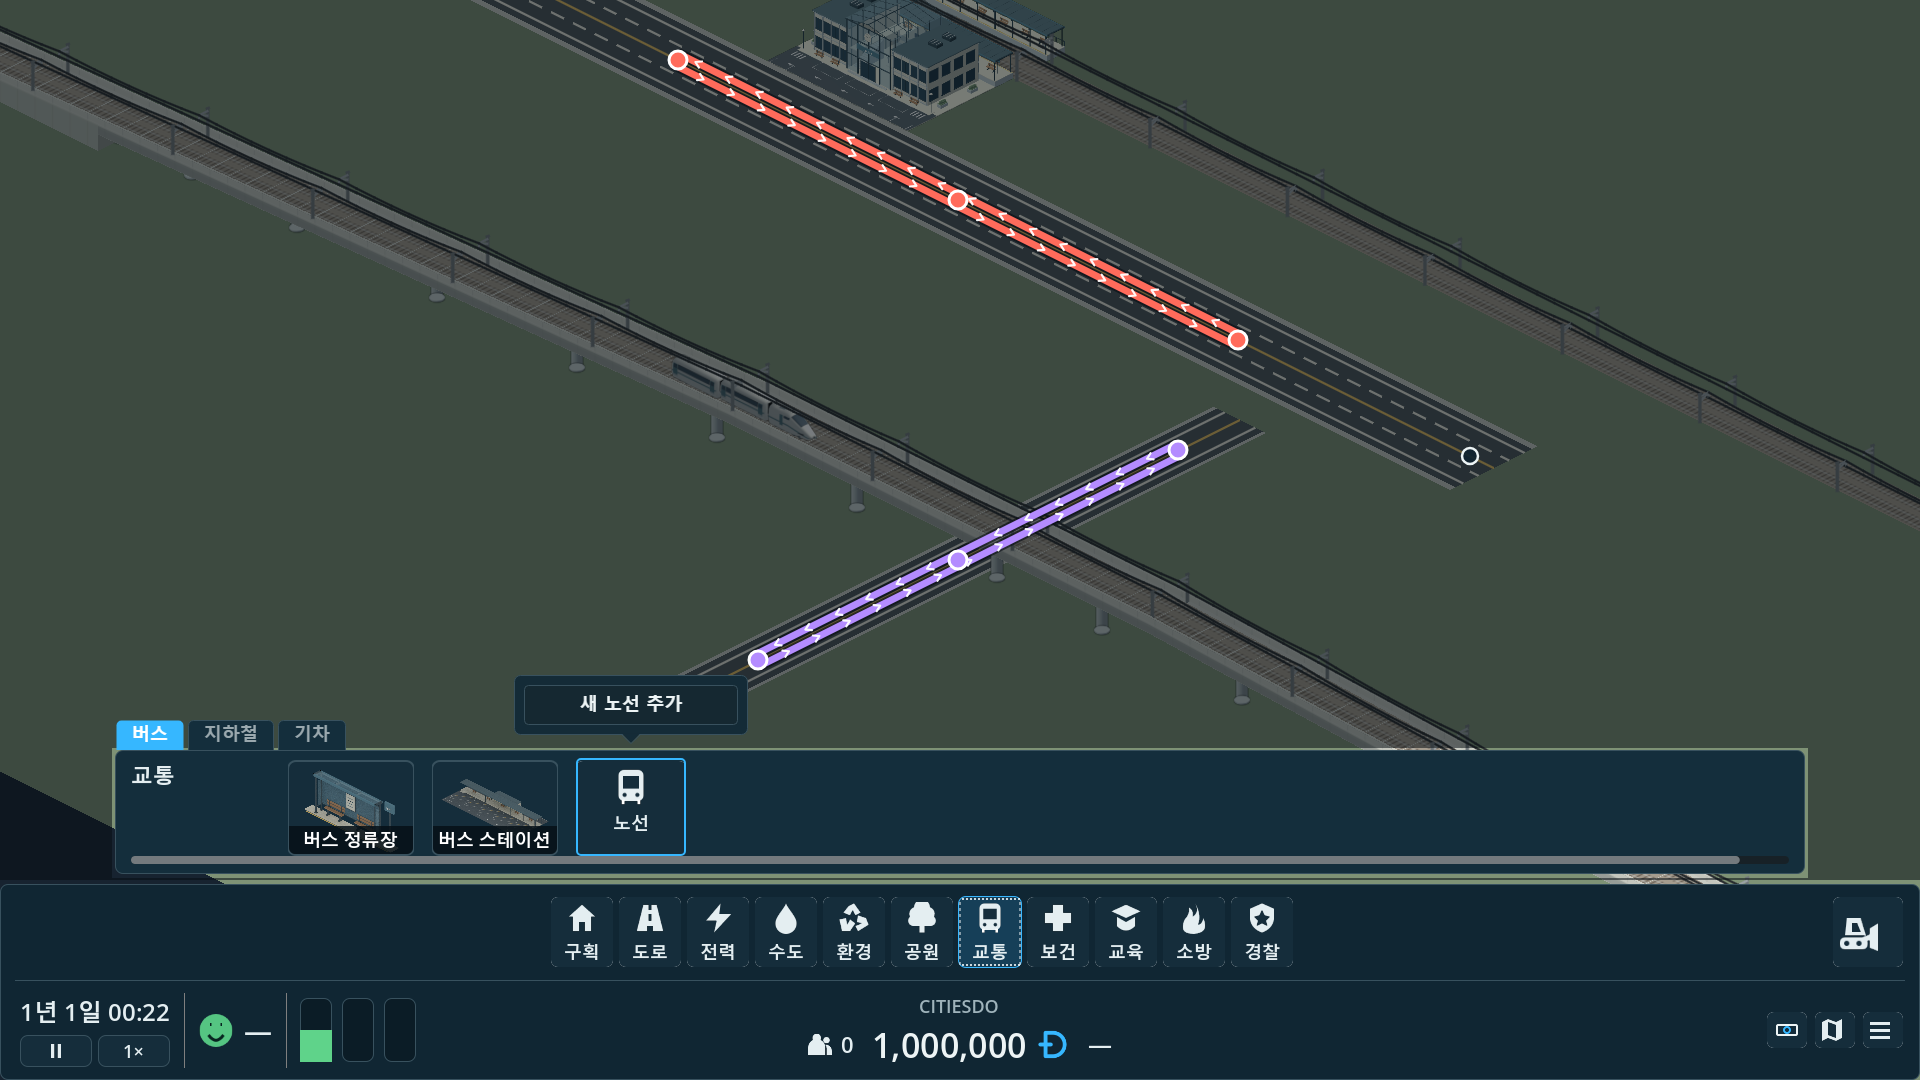 새 노선 추가
버스
지하철
기차
교통
버스 정류장
버스 스테이션
노선
구획
도로
전력
수도
환경
공원
교통
보건
교육
소방
경찰
1년 1일 00:22
1×
—
CITIESDO
0
1,000,000
—